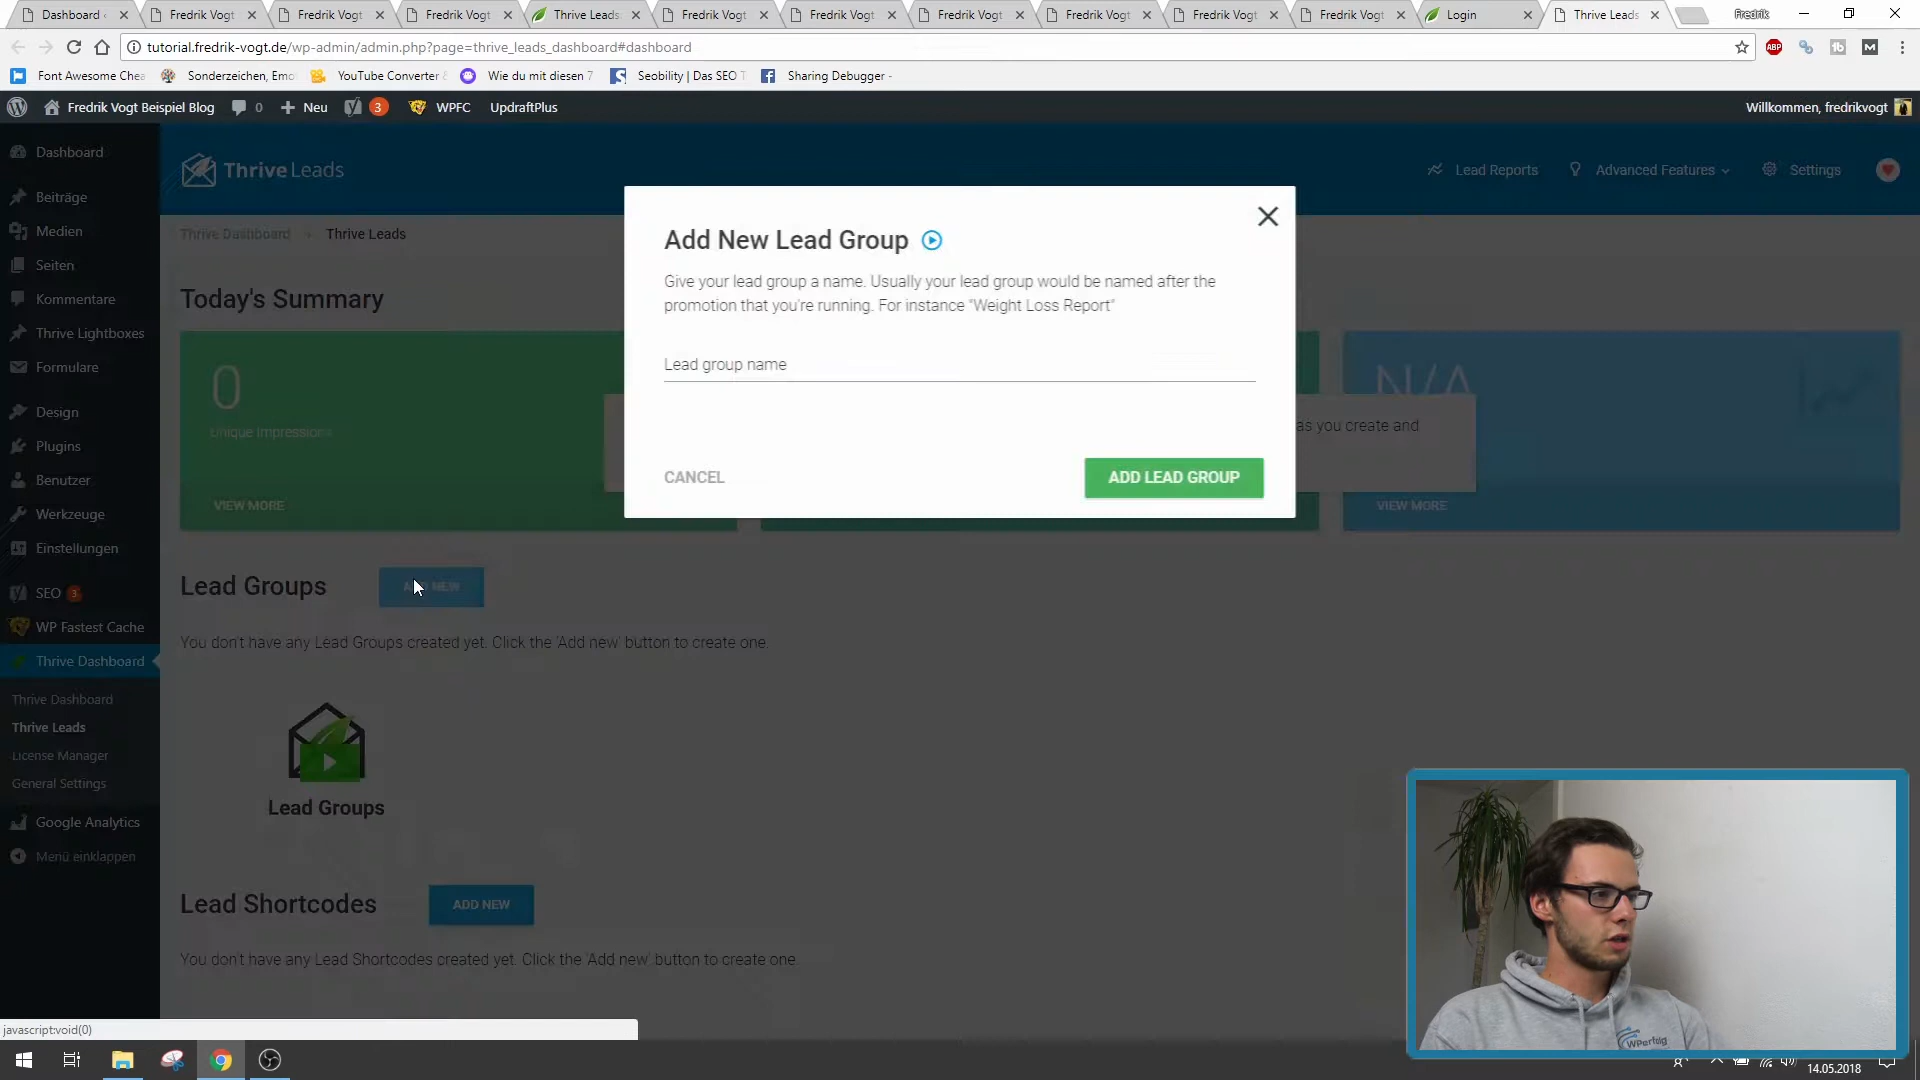 Dashboard
Fredrik Vogt
Fredrik Vogt
Fredrik Vogt
Thrive Leads
Fredrik Vogt
Fredrik Vogt
Fredrik Vogt
Fredrik Vogt
Fredrik Vogt
Fredrik Vogt
Login
Thrive Leads
Fredrik
tutorial.fredrik-vogt.de/wp-admin/admin.php?page=thrive_leads_dashboard#dashboard
ABP
Font Awesome Chea
Sonderzeichen, Emo
YouTube Converter
Wie du mit diesen 7
Seobility | Das SEO T
Sharing Debugger -
Fredrik Vogt Beispiel Blog
0
Neu
3
WPFC
UpdraftPlus
Willkommen, fredrikvogt
Dashboard
Beiträge
Medien
Seiten
Kommentare
Thrive Lightboxes
Formulare
Design
Plugins
Benutzer
Werkzeuge
Einstellungen
SEO 3
WP Fastest Cache
Thrive Dashboard
Thrive Dashboard
Thrive Leads
License Manager
General Settings
Google Analytics
Menü einklappen
Thrive Leads
Lead Reports
Advanced Features
Settings
Thrive Dashboard
Thrive Leads
Today's Summary
0
Unique Impressions
VIEW MORE
N/A
VIEW MORE
as you create and
Add New Lead Group
Give your lead group a name. Usually your lead group would be named after the
promotion that you're running. For instance "Weight Loss Report"
Lead group name
CANCEL
ADD LEAD GROUP
Lead Groups
ADD NEW
You don't have any Lead Groups created yet. Click the 'Add new' button to create one.
Lead Groups
Lead Shortcodes
ADD NEW
You don't have any Lead Shortcodes created yet. Click the 'Add new' button to create one.
javascript:void(0)
WPerfolg
14.05.2018